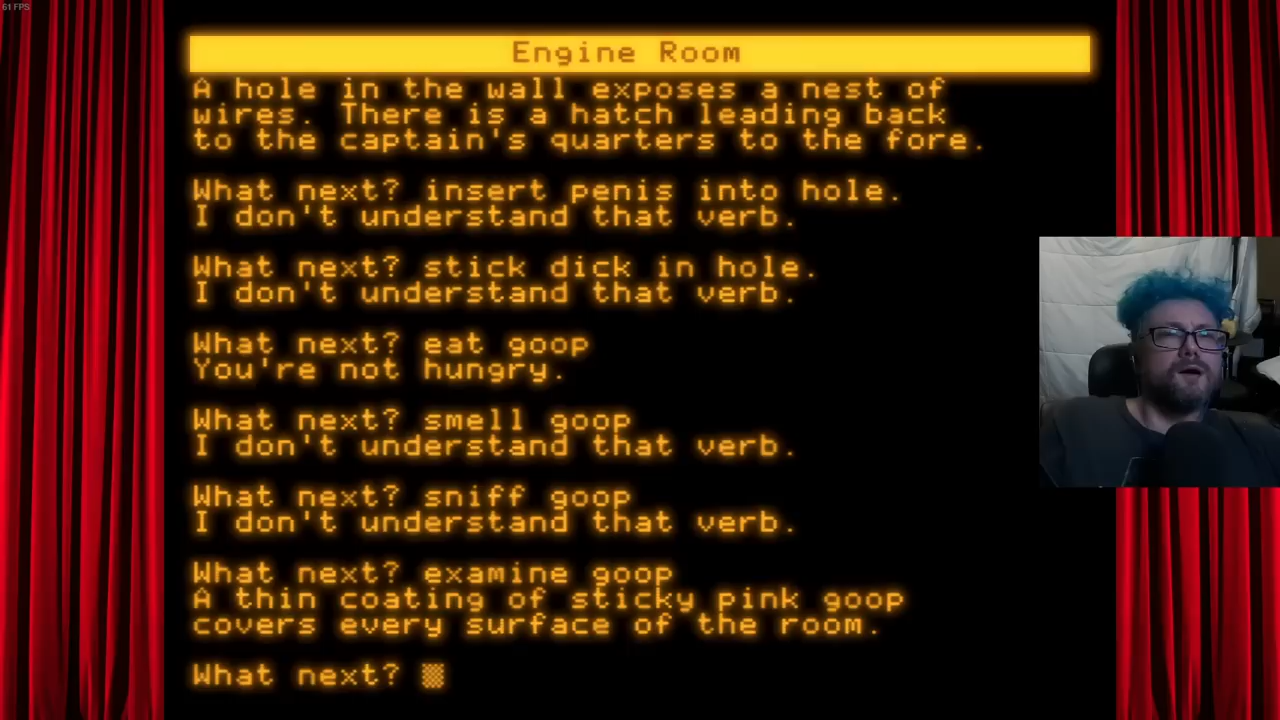 61 FPS
Engine Room
A hole in the wall exposes a nest of
wires. There is a hatch leading back
to the captain's quarters to the fore.
What next? insert penis into hole.
I don't understand that verb.
What next? stick dick in hole.
I don't understand that verb.
What next? eat goop
You're not hungry.
What next? smell goop
I don't understand that verb.
What next? sniff goop
I don't understand that verb.
What next? examine goop
A thin coating of sticky pink goop
covers every surface of the room.
What next?